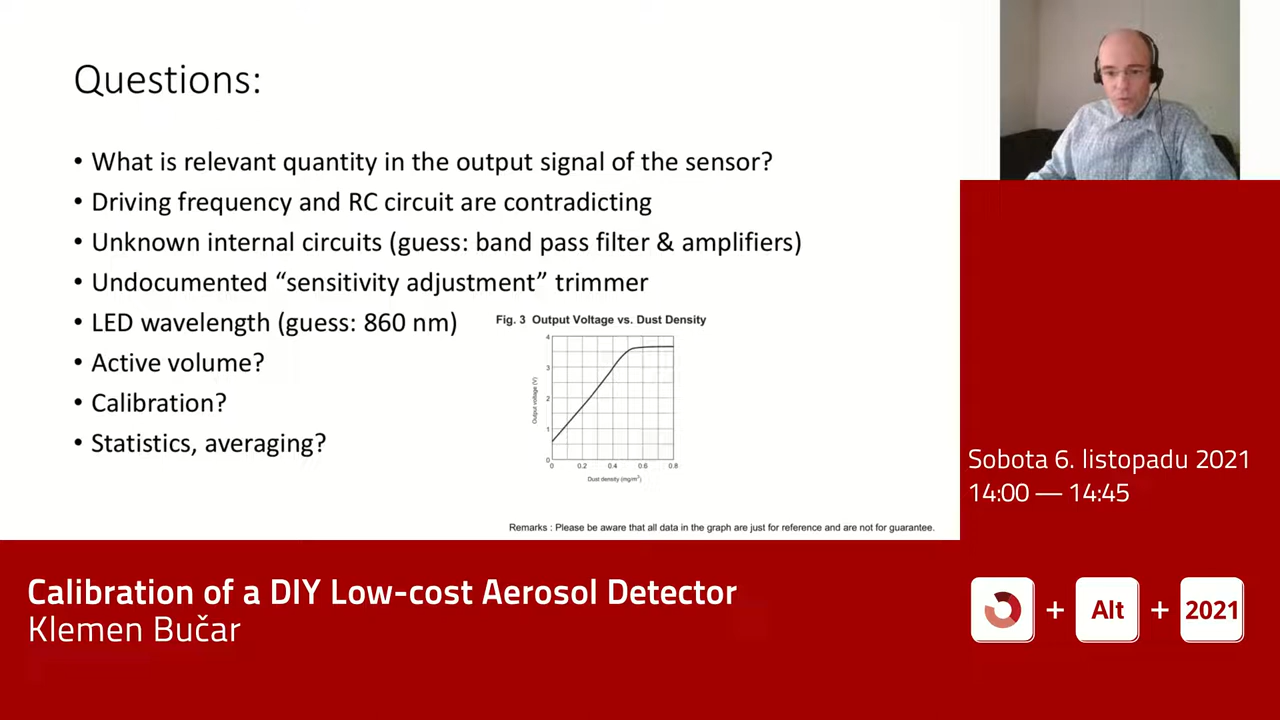 Questions:
• What is relevant quantity in the output signal of the sensor?
• Driving frequency and RC circuit are contradicting
• Unknown internal circuits (guess: band pass filter & amplifiers)
• Undocumented “sensitivity adjustment” trimmer
• LED wavelength (guess: 860 nm)
• Active volume?
• Calibration?
• Statistics, averaging?
Fig. 3 Output Voltage vs. Dust Density
Output voltage (V)
4
3
2
1
0
0 0.2 0.4 0.6 0.8
Dust density (mg/m³)
Remarks : Please be aware that all data in the graph are just for reference and are not for guarantee.
Sobota 6. listopadu 2021
14:00 — 14:45
Calibration of a DIY Low-cost Aerosol Detector
Klemen Bučar
+ Alt + 2021